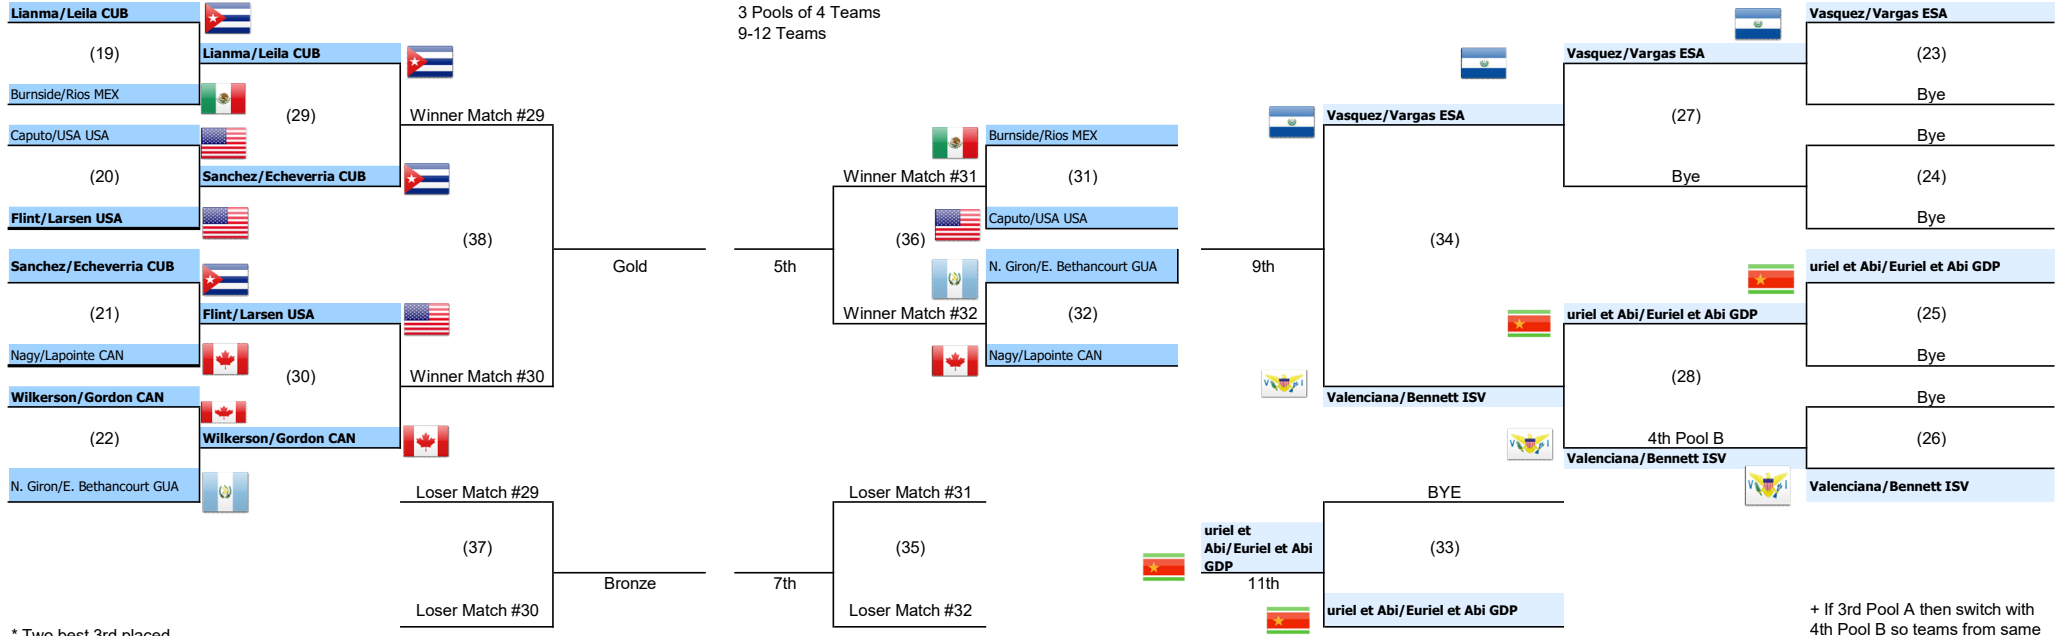 Lianma/Leila CUB
(19)
Burnside/Rios MEX
Caputo/USA USA
(20)
Flint/Larsen USA
Sanchez/Echeverria CUB
(21)
Nagy/Lapointe CAN
Wilkerson/Gordon CAN
(22)
N. Giron/E. Bethancourt GUA
Lianma/Leila CUB
(29)
Sanchez/Echeverria CUB
Flint/Larsen USA
(30)
Wilkerson/Gordon CAN
Winner Match #29
(38)
Winner Match #30
Gold
Loser Match #29
(37)
Loser Match #30
Bronze
3 Pools of 4 Teams
9-12 Teams
Burnside/Rios MEX
(31)
Caputo/USA USA
N. Giron/E. Bethancourt GUA
(32)
Nagy/Lapointe CAN
Winner Match #31
(36)
Winner Match #32
5th
Loser Match #31
(35)
Loser Match #32
7th
Vasquez/Vargas ESA
(23)
Bye
Bye
(24)
Bye
uriel et Abi/Euriel et Abi GDP
(25)
Bye
Bye
(26)
Valenciana/Bennett ISV
Vasquez/Vargas ESA
(27)
Bye
uriel et Abi/Euriel et Abi GDP
(28)
4th Pool B
Valenciana/Bennett ISV
Vasquez/Vargas ESA
(34)
Valenciana/Bennett ISV
9th
BYE
(33)
uriel et Abi/Euriel et Abi GDP
uriel et
Abi/Euriel et Abi
GDP
11th
* Two best 3rd placed
+ If 3rd Pool A then switch with
4th Pool B so teams from same